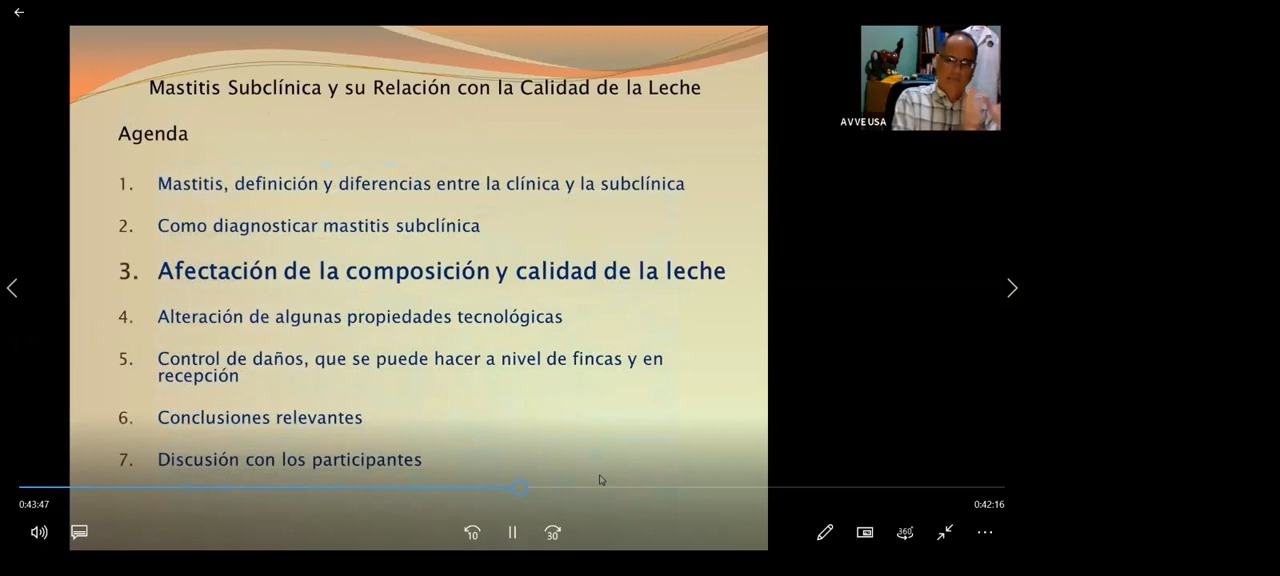 Mastitis Subclínica y su Relación con la Calidad de la Leche
AVVEUSA
Agenda
1. Mastitis, definición y diferencias entre la clínica y la subclínica
2. Como diagnosticar mastitis subclínica
3. Afectación de la composición y calidad de la leche
4. Alteración de algunas propiedades tecnológicas
5. Control de daños, que se puede hacer a nivel de fincas y en
recepción
6. Conclusiones relevantes
7. Discusión con los participantes
0:43:47
0:42:16
10
30
360°